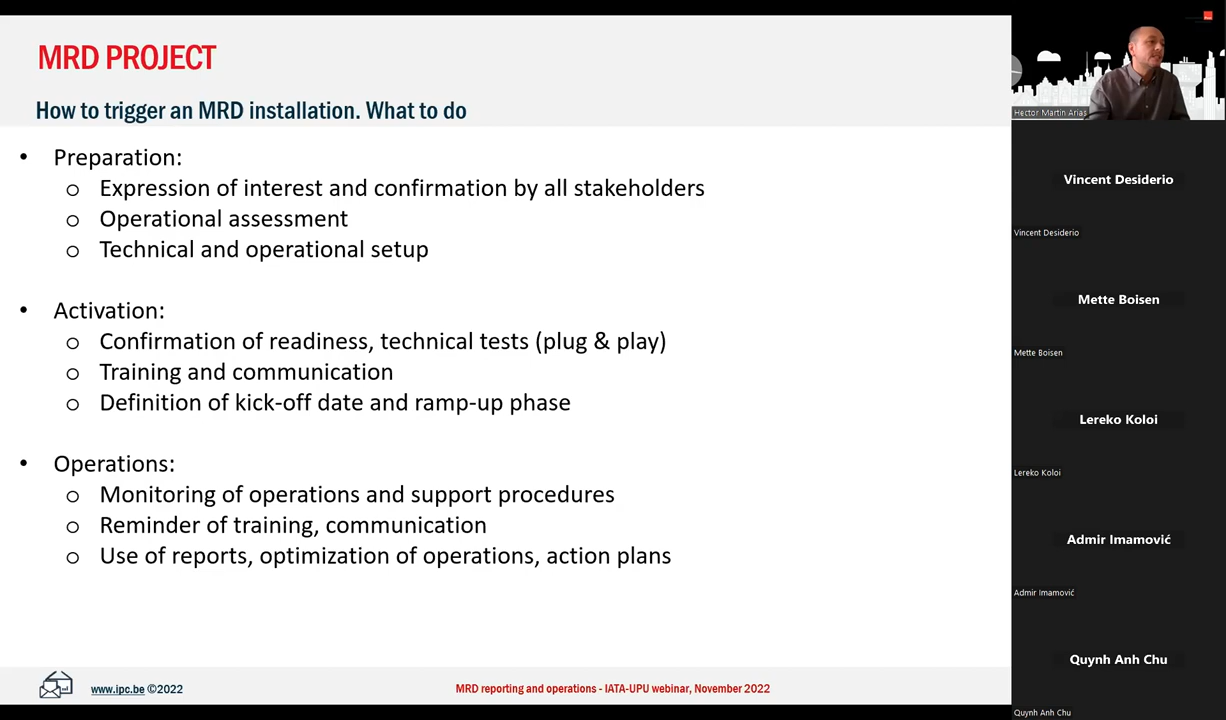 MRD PROJECT
How to trigger an MRD installation. What to do
• Preparation:
o Expression of interest and confirmation by all stakeholders
o Operational assessment
o Technical and operational setup
• Activation:
o Confirmation of readiness, technical tests (plug & play)
o Training and communication
o Definition of kick-off date and ramp-up phase
• Operations:
o Monitoring of operations and support procedures
o Reminder of training, communication
o Use of reports, optimization of operations, action plans
www.ipc.be ©2022
MRD reporting and operations - IATA-UPU webinar, November 2022
Hector Martin Arias
Vincent Desiderio
Vincent Desiderio
Mette Boisen
Mette Boisen
Lereko Koloi
Lereko Koloi
Admir Imamović
Admir Imamović
Quynh Anh Chu
Quynh Anh Chu